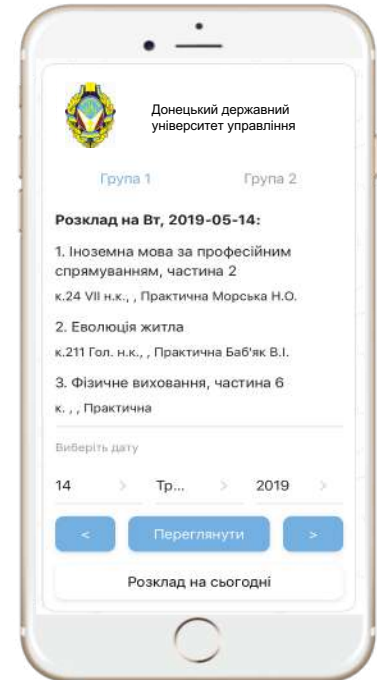 Донецький державний
університет управління
Група 1 Група 2
Розклад на Вт, 2019-05-14:
1. Іноземна мова за професійним
спрямуванням, частина 2
к.24 VII н.к., , Практична Морська Н.О.
2. Еволюція житла
к.211 Гол. н.к., , Практична Баб'як В.І.
3. Фізичне виховання, частина 6
к. , , Практична
Виберіть дату
14 > Тр... > 2019 >
< Переглянути >
Розклад на сьогодні